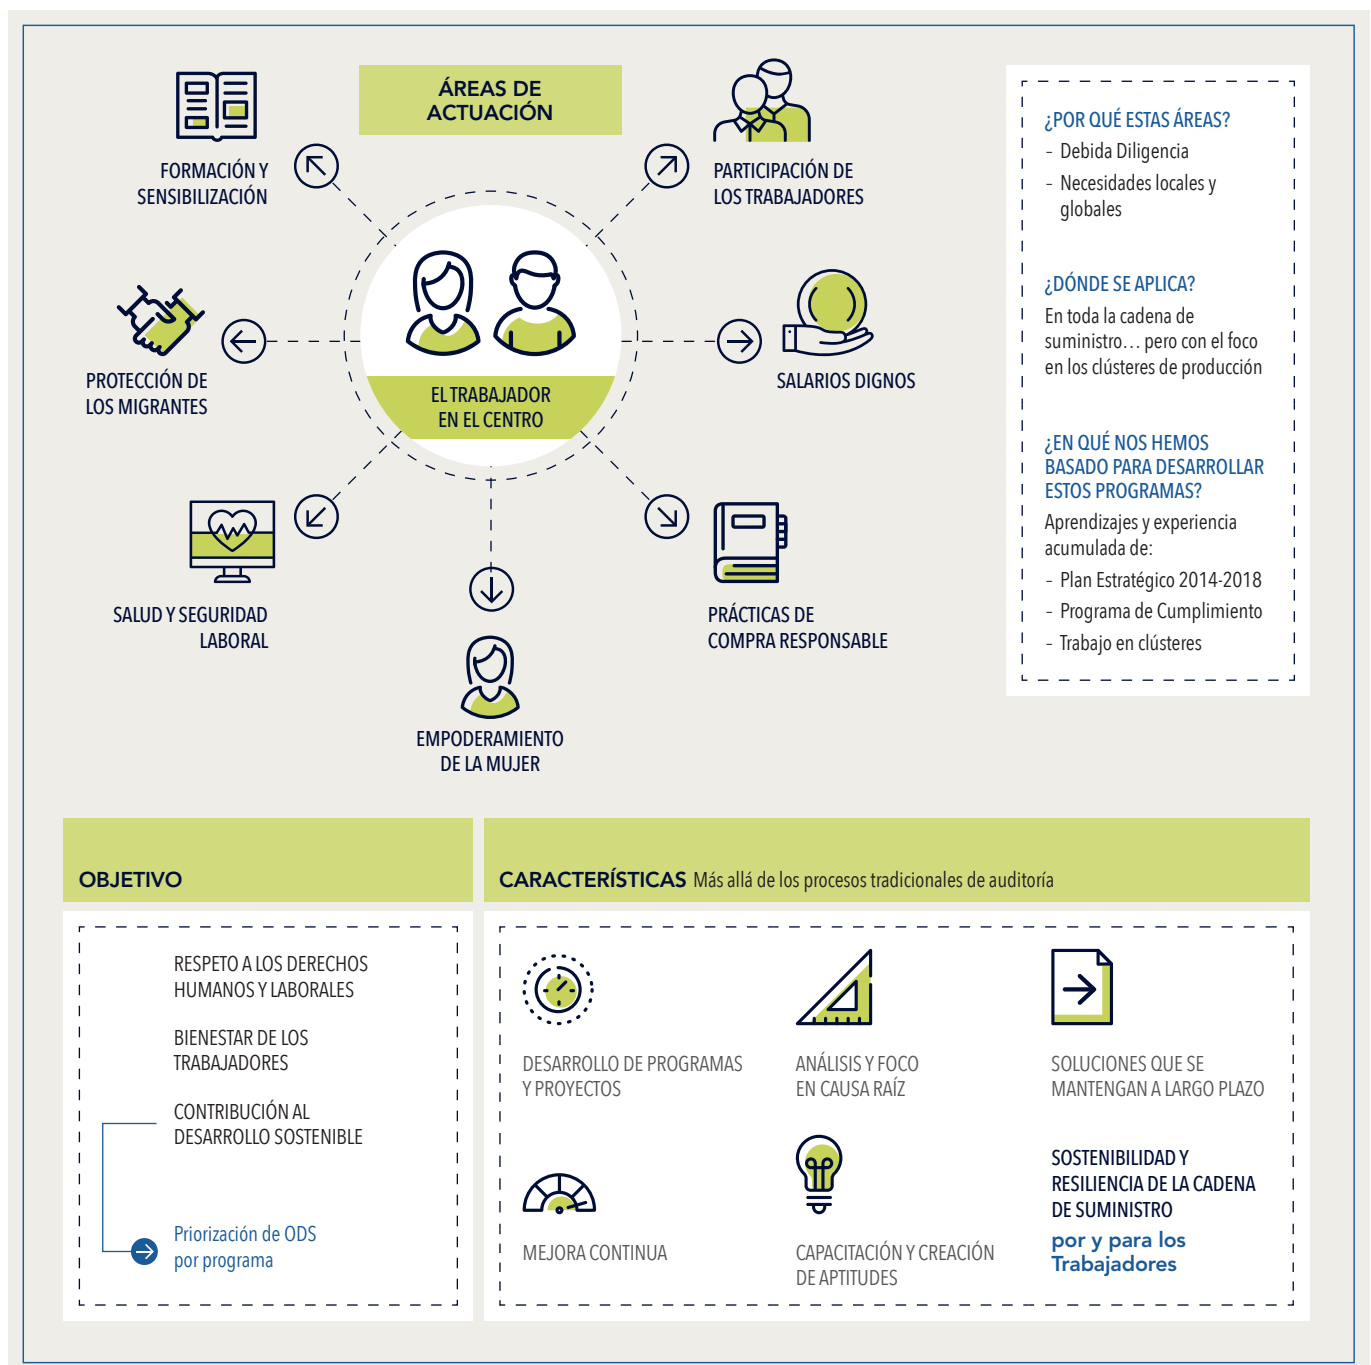 ÁREAS DE
ACTUACIÓN
FORMACIÓN Y
SENSIBILIZACIÓN
PARTICIPACIÓN DE
LOS TRABAJADORES
PROTECCIÓN DE
LOS MIGRANTES
EL TRABAJADOR
EN EL CENTRO
SALARIOS DIGNOS
SALUD Y SEGURIDAD
LABORAL
PRÁCTICAS DE
COMPRA RESPONSABLE
EMPODERAMIENTO
DE LA MUJER
¿POR QUÉ ESTAS ÁREAS?
- Debida Diligencia
- Necesidades locales y
globales
¿DÓNDE SE APLICA?
En toda la cadena de
suministro… pero con el foco
en los clústeres de producción
¿EN QUÉ NOS HEMOS
BASADO PARA DESARROLLAR
ESTOS PROGRAMAS?
Aprendizajes y experiencia
acumulada de:
- Plan Estratégico 2014-2018
- Programa de Cumplimiento
- Trabajo en clústeres
OBJETIVO
RESPETO A LOS DERECHOS
HUMANOS Y LABORALES
BIENESTAR DE LOS
TRABAJADORES
CONTRIBUCIÓN AL
DESARROLLO SOSTENIBLE
Priorización de ODS
por programa
CARACTERÍSTICAS Más allá de los procesos tradicionales de auditoría
DESARROLLO DE PROGRAMAS
Y PROYECTOS
ANÁLISIS Y FOCO
EN CAUSA RAÍZ
SOLUCIONES QUE SE
MANTENGAN A LARGO PLAZO
MEJORA CONTINUA
CAPACITACIÓN Y CREACIÓN
DE APTITUDES
SOSTENIBILIDAD Y
RESILIENCIA DE LA CADENA
DE SUMINISTRO
por y para los
Trabajadores